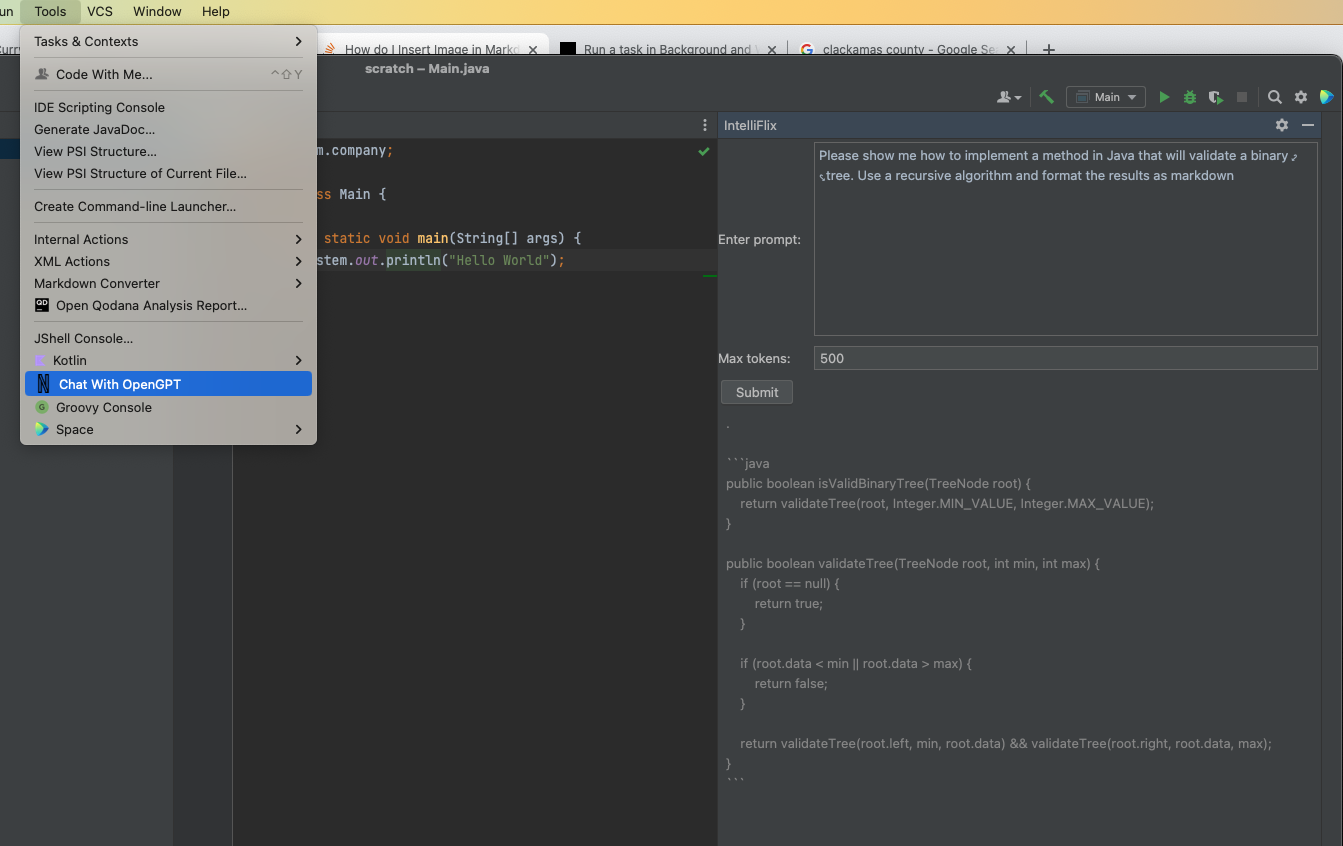 un Tools VCS Window Help
How do I Insert Image in Markd
Run a task in Background and
clackamas county - Google Se
scratch – Main.java
Tasks & Contexts
Code With Me... ^⇧Y
IDE Scripting Console
Generate JavaDoc...
View PSI Structure...
View PSI Structure of Current File...
Create Command-line Launcher...
Internal Actions
XML Actions
Markdown Converter
QD Open Qodana Analysis Report...
JShell Console...
Kotlin
N Chat With OpenGPT
G Groovy Console
Space
Main
m.company;
ss Main {
static void main(String[] args) {
stem.out.println("Hello World");
IntelliFlix
Enter prompt:
Please show me how to implement a method in Java that will validate a binary
tree. Use a recursive algorithm and format the results as markdown
Max tokens: 500
Submit
.
```java
public boolean isValidBinaryTree(TreeNode root) {
return validateTree(root, Integer.MIN_VALUE, Integer.MAX_VALUE);
}
public boolean validateTree(TreeNode root, int min, int max) {
if (root == null) {
return true;
}
if (root.data < min || root.data > max) {
return false;
}
return validateTree(root.left, min, root.data) && validateTree(root.right, root.data, max);
}
```